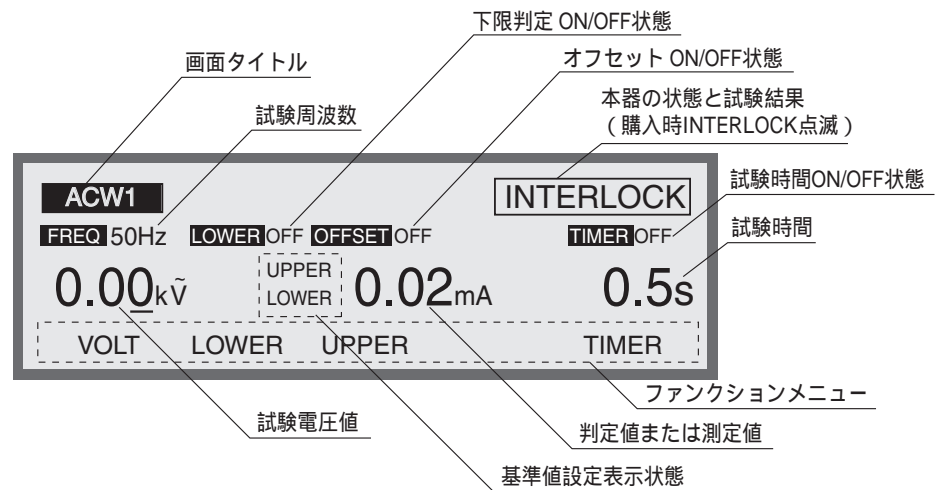 下限判定 ON/OFF状態
画面タイトル
オフセット ON/OFF状態
試験周波数
本器の状態と試験結果
（購入時INTERLOCK点滅）
試験時間ON/OFF状態
ACW1
INTERLOCK
FREQ 50Hz LOWER OFF OFFSET OFF TIMER OFF
試験時間
0.00kṼ
UPPER
LOWER
0.02mA
0.5s
VOLT LOWER UPPER TIMER
ファンクションメニュー
試験電圧値
判定値または測定値
基準値設定表示状態